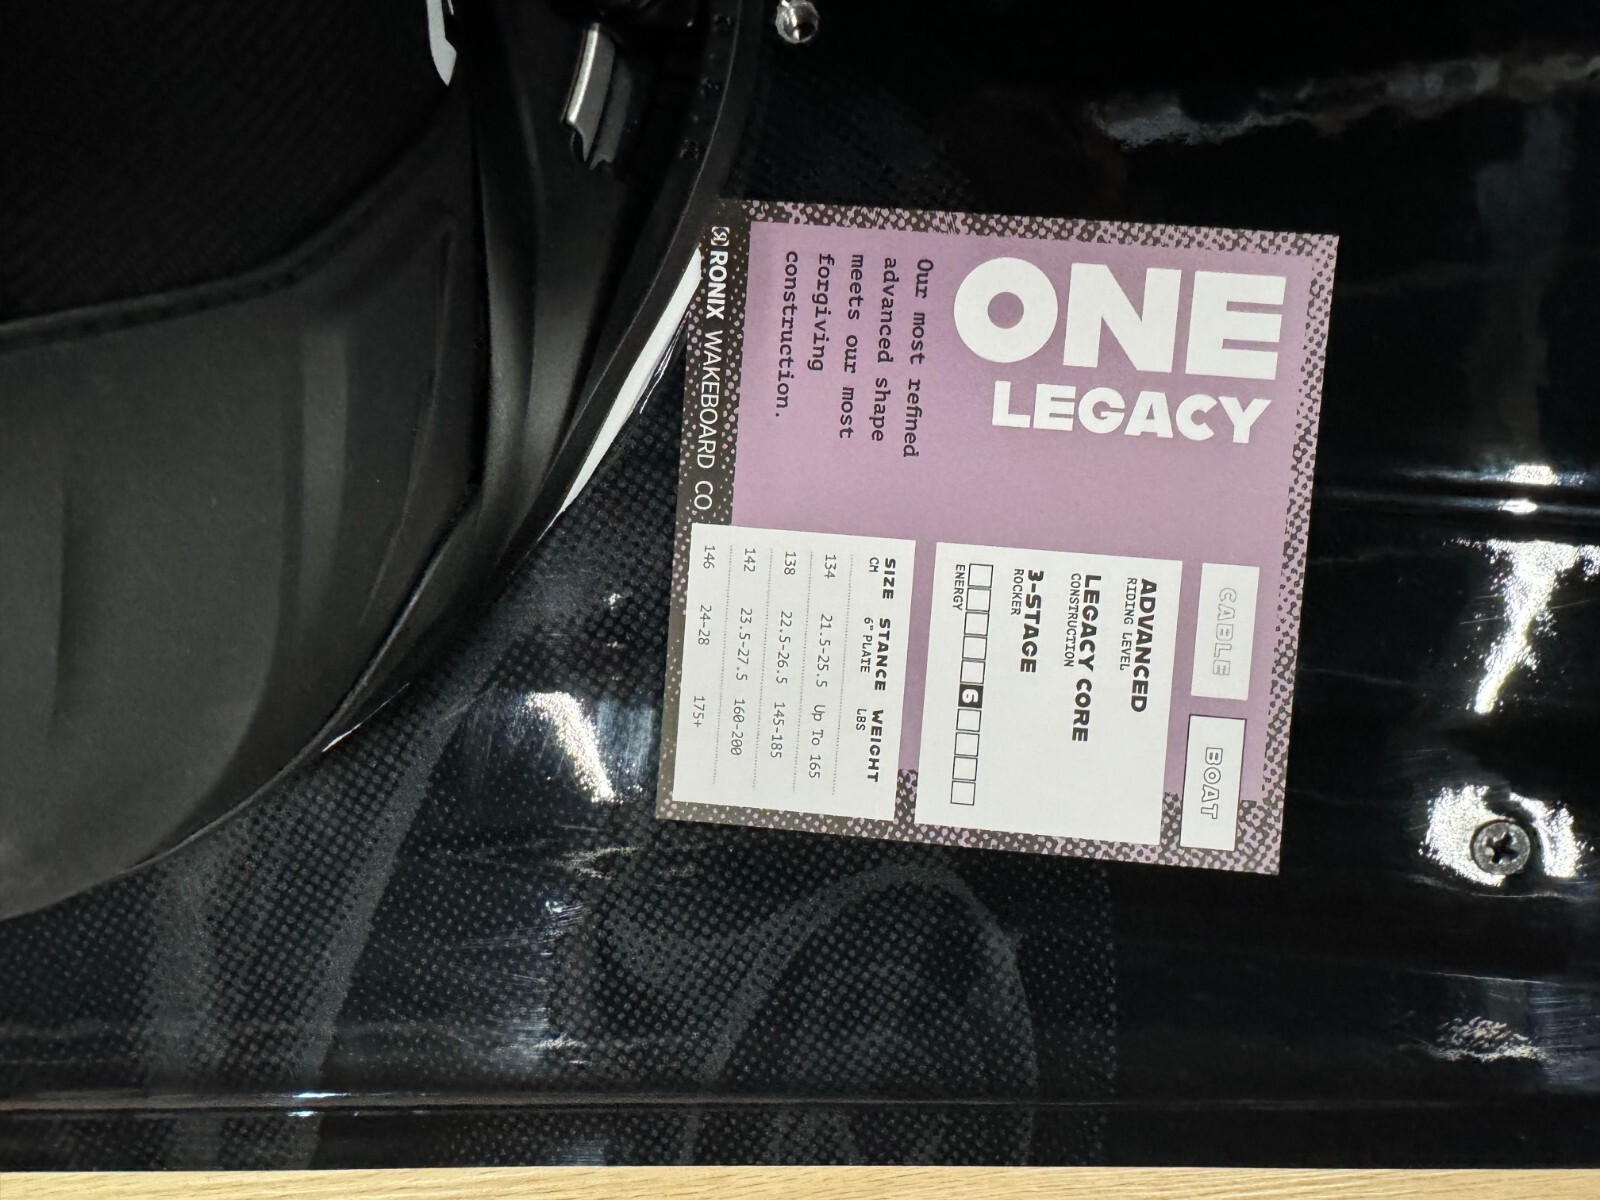 ONE
LEGACY
Our most refined
advanced shape
meets our most
forgiving
construction.
RONIX WAKEBOARD CO
CABLE
BOAT
ADVANCED
RIDING LEVEL
LEGACY CORE
CONSTRUCTION
3-STAGE
ROCKER
6
ENERGY
SIZE STANCE WEIGHT
CM 6" PLATE LBS
134 21.5-25.5 Up To 165
138 22.5-26.5 145-185
142 23.5-27.5 160-200
146 24-28 175+